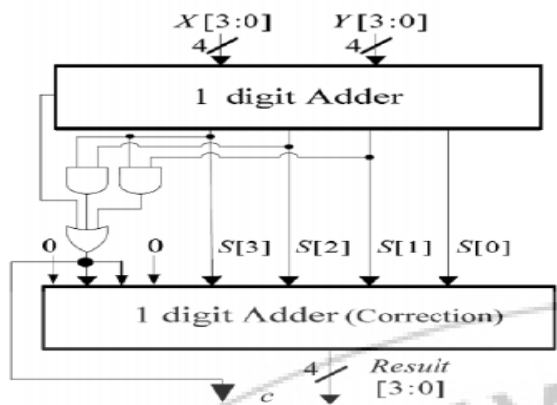 X[3:0] Y[3:0]
4 4
1 digit Adder
0 0 S[3] S[2] S[1] S[0]
1 digit Adder (Correction)
4 Resuit
c [3:0]